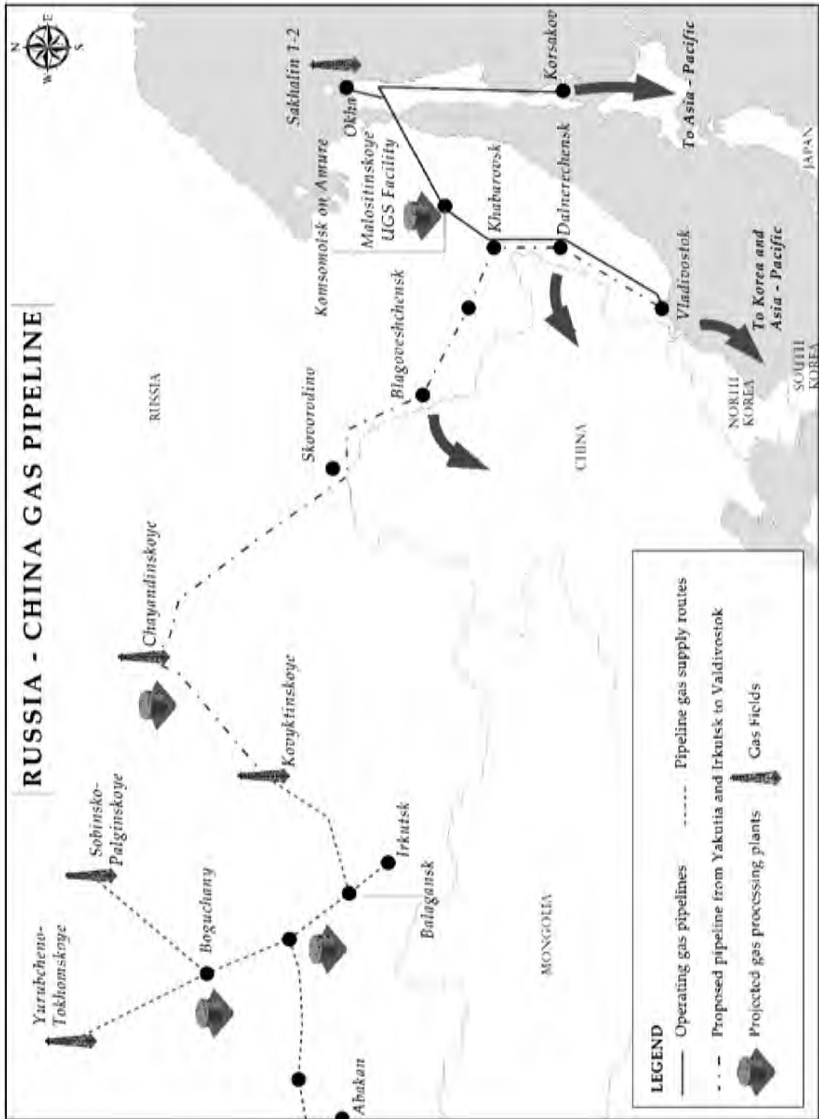 RUSSIA - CHINA GAS PIPELINE
N
E
S
W
Yurubcheno-
Tokhomskoye
Sobinsko-
Palginskoye
Boguchany
Abakan
Balagansk
Irkutsk
Kovyktinskoye
Chayandinskoye
RUSSIA
Skovorodino
Blagoveshchensk
Komsomolsk on Amure
Malositinskoye
UGS Facility
Sakhalin 1-2
Okha
Khabarovsk
Dalnerechensk
Korsakov
Vladivostok
To Asia - Pacific
To Korea and
Asia - Pacific
MONGOLIA
CHINA
NORTH
KOREA
SOUTH
KOREA
JAPAN
LEGEND
Operating gas pipelines
Pipeline gas supply routes
Proposed pipeline from Yakutia and Irkutsk to Valdivostok
Projected gas processing plants
Gas Fields